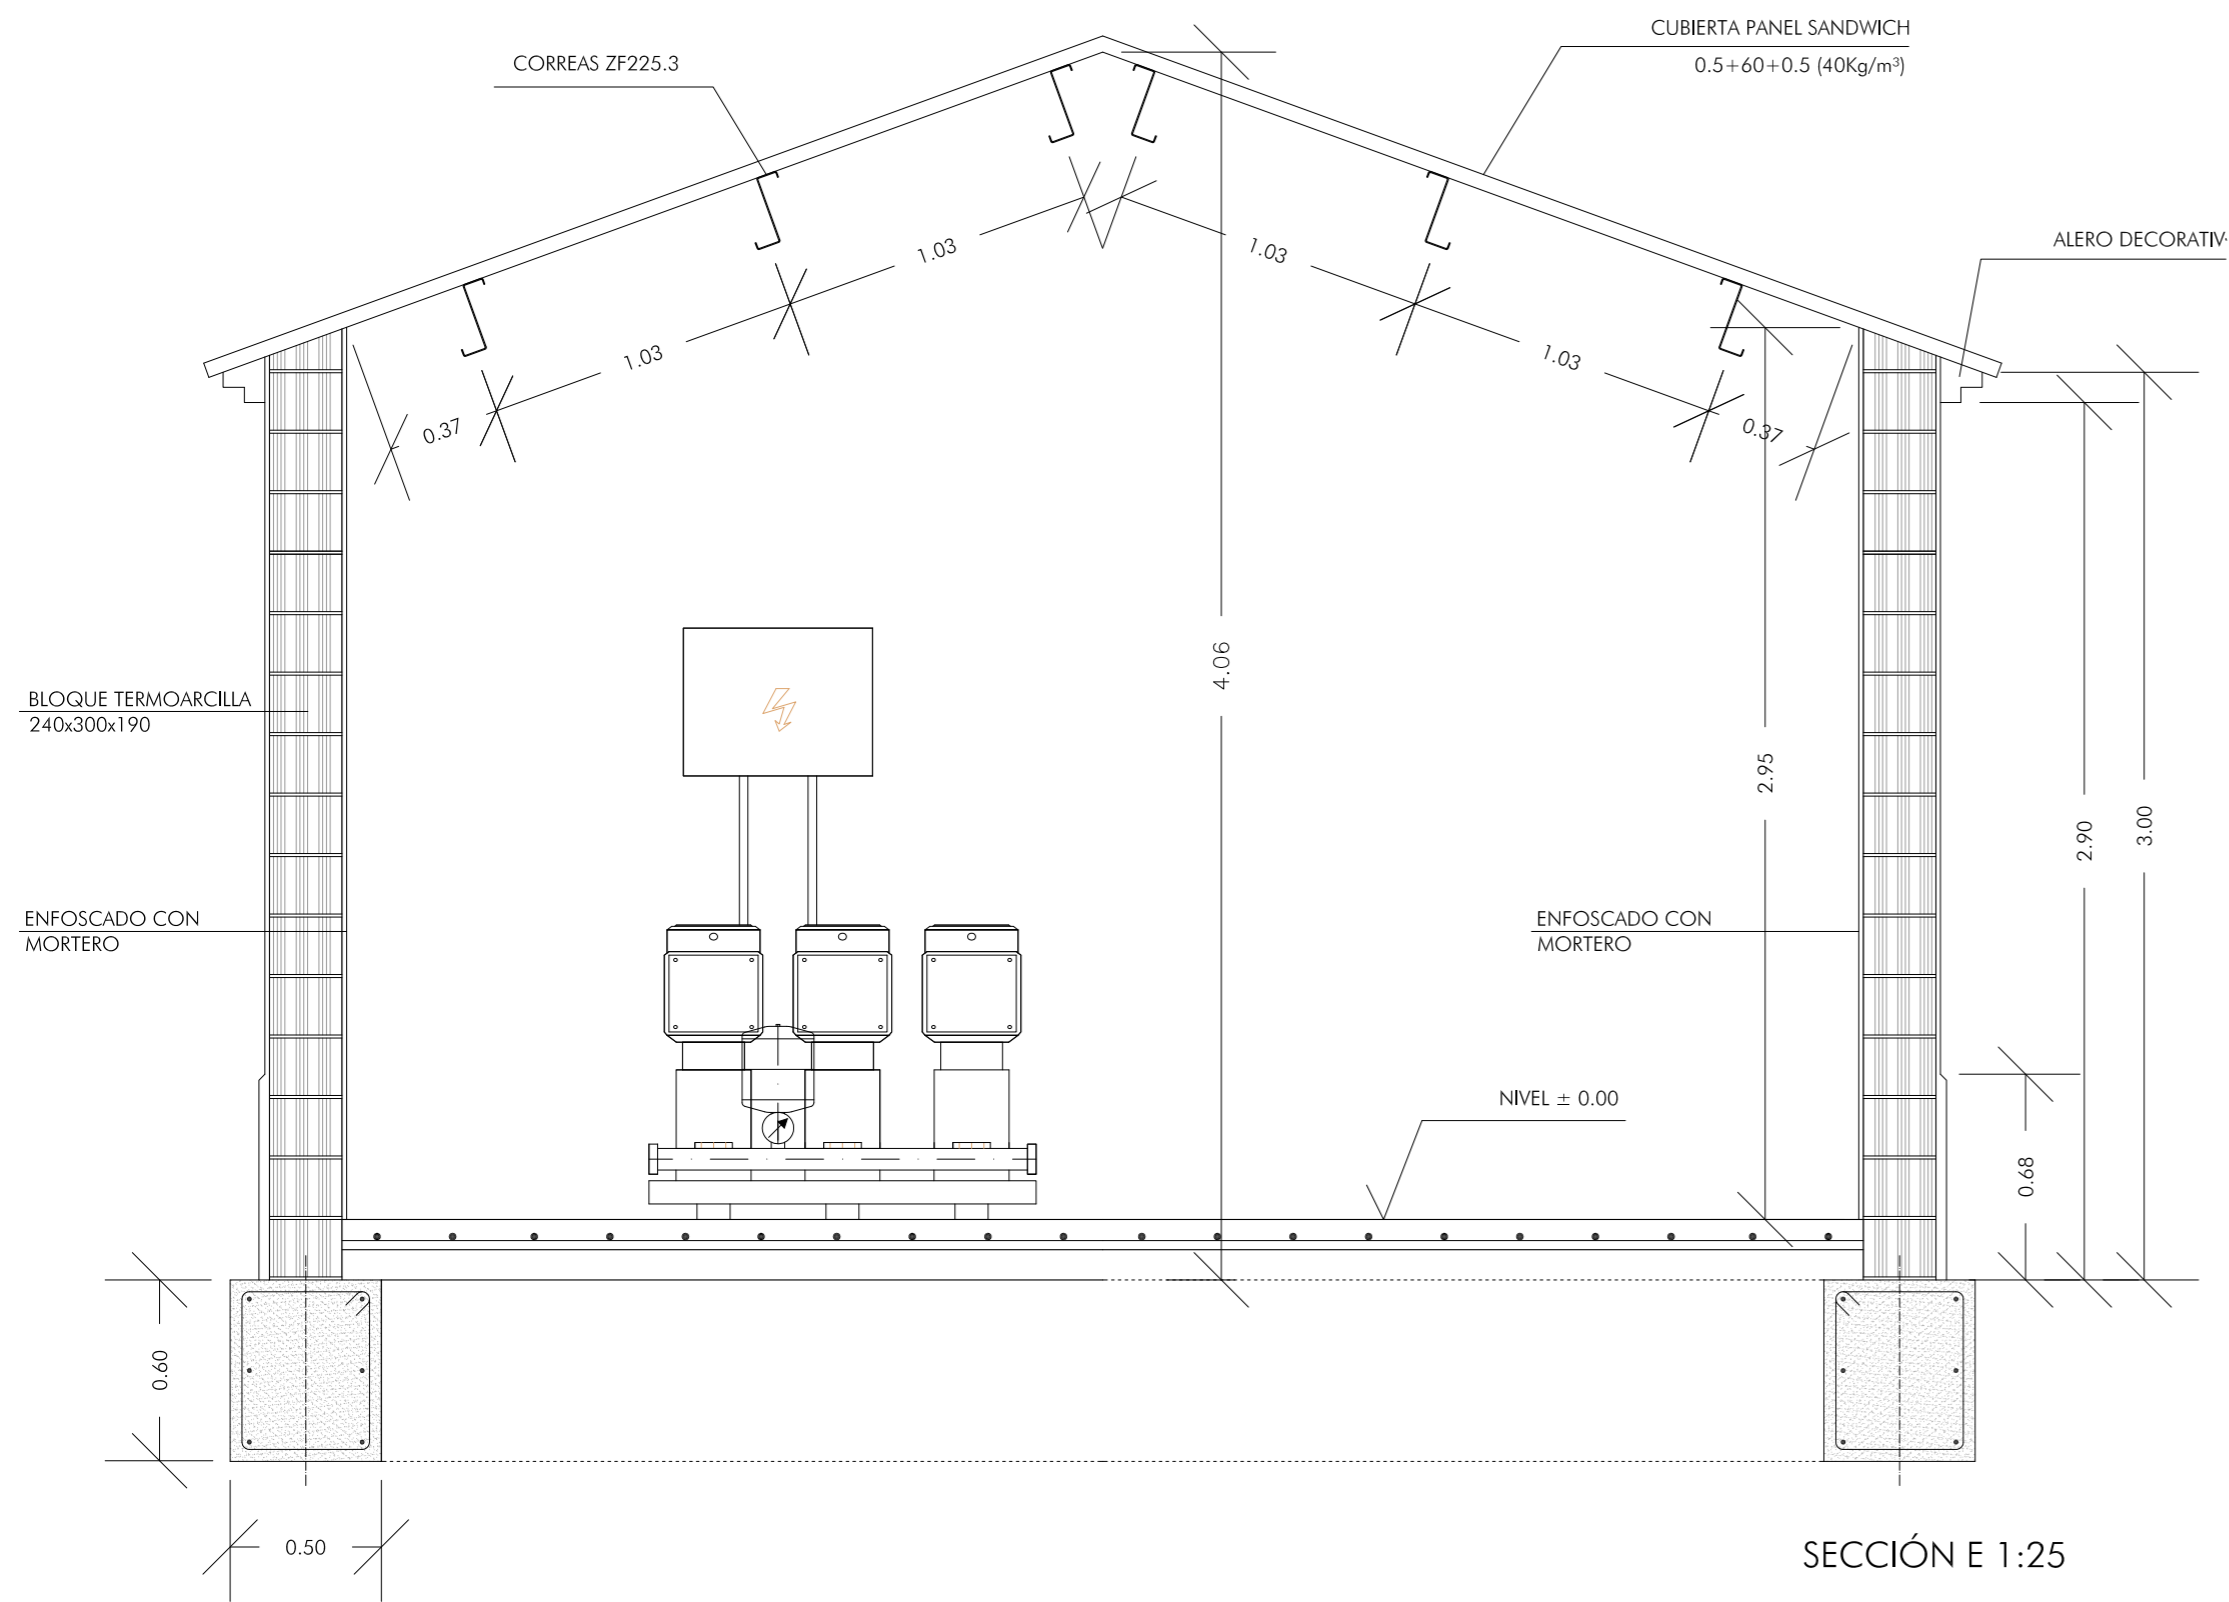 CUBIERTA PANEL SANDWICH
0.5+60+0.5 (40Kg/m³)
CORREAS ZF225.3
ALERO DECORATIV
1.03
1.03
1.03
1.03
0.37
0.37
4.06
BLOQUE TERMOARCILLA
240x300x190
2.95
2.90
3.00
ENFOSCADO CON
MORTERO
ENFOSCADO CON
MORTERO
NIVEL ± 0.00
0.68
0.60
0.50
SECCIÓN E 1:25